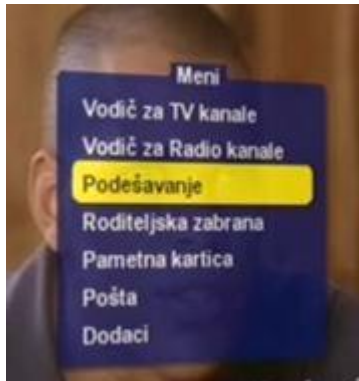 Meni
Vodič za TV kanale
Vodič za Radio kanale
Podešavanje
Roditeljska zabrana
Pametna kartica
Pošta
Dodaci